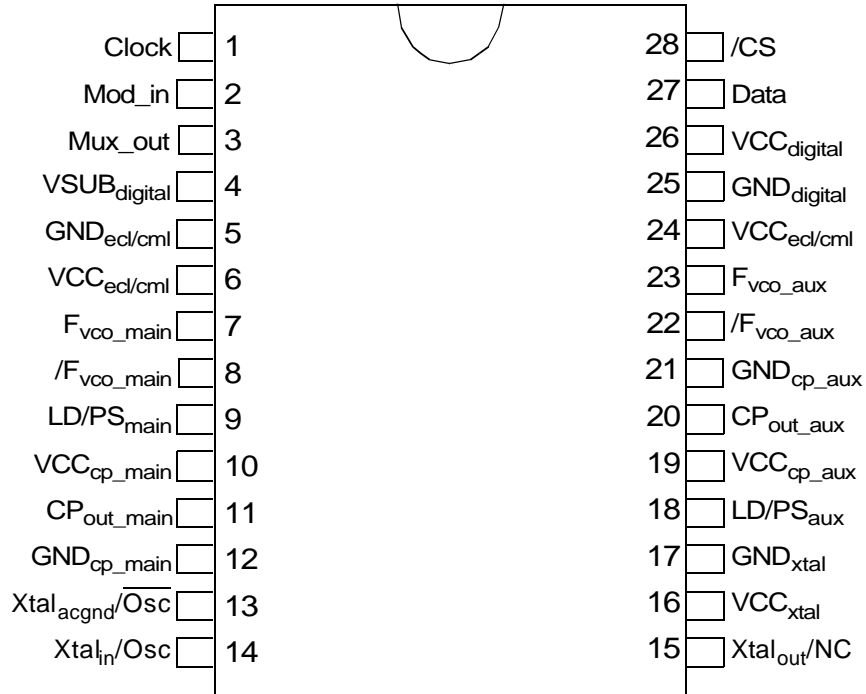 Clock 1 28 /CS
Mod_in 2 27 Data
Mux_out 3 26 VCCdigital
VSUBdigital 4 25 GNDdigital
GNDecl/cml 5 24 VCCecl/cml
VCCecl/cml 6 23 Fvco_aux
Fvco_main 7 22 /Fvco_aux
/Fvco_main 8 21 GNDcp_aux
LD/PSmain 9 20 CPout_aux
VCCcp_main 10 19 VCCcp_aux
CPout_main 11 18 LD/PSaux
GNDcp_main 12 17 GNDxtal
Xtalacgnd/O̅s̅c̅ 13 16 VCCxtal
Xtalin/Osc 14 15 Xtalout/NC